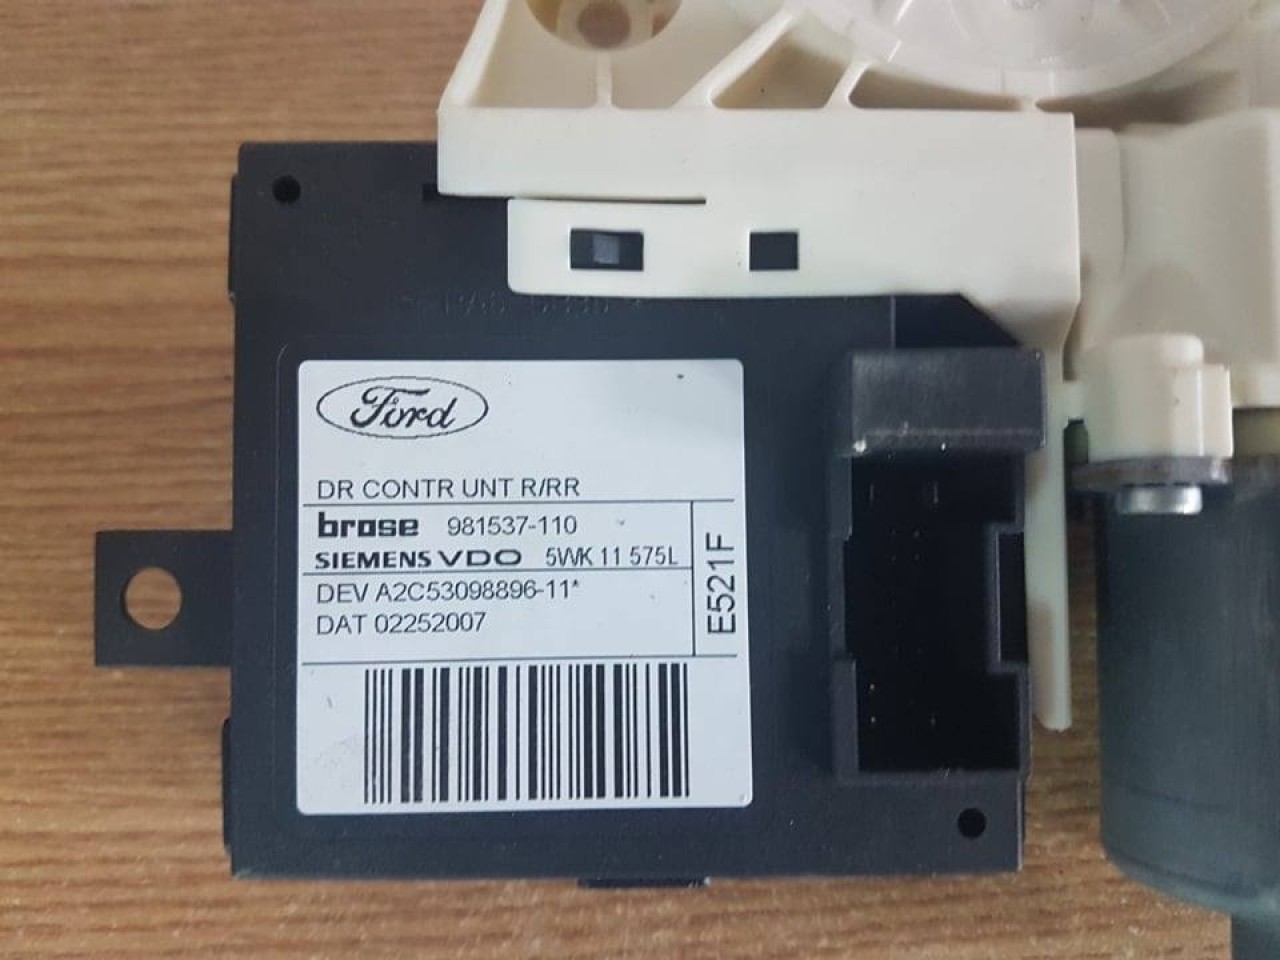 Ford
DR CONTR UNT R/RR
brose 981537-110
SIEMENS VDO 5WK 11 575L
DEV A2C53098896-11*
DAT 02252007
E521F